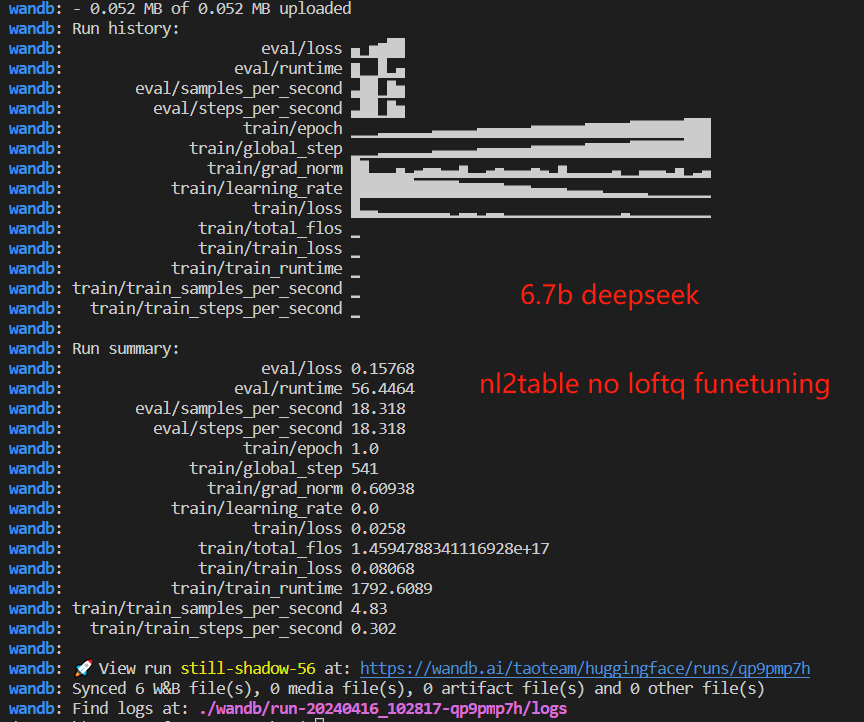 wandb: - 0.052 MB of 0.052 MB uploaded
wandb: Run history:
wandb: eval/loss
wandb: eval/runtime
wandb: eval/samples_per_second
wandb: eval/steps_per_second
wandb: train/epoch
wandb: train/global_step
wandb: train/grad_norm
wandb: train/learning_rate
wandb: train/loss
wandb: train/total_flos
wandb: train/train_loss
wandb: train/train_runtime
wandb: train/train_samples_per_second
6.7b deepseek
wandb: train/train_steps_per_second
wandb:
wandb: Run summary:
wandb: eval/loss 0.15768
wandb: eval/runtime 56.4464
nl2table no loftq funetuning
wandb: eval/samples_per_second 18.318
wandb: eval/steps_per_second 18.318
wandb: train/epoch 1.0
wandb: train/global_step 541
wandb: train/grad_norm 0.60938
wandb: train/learning_rate 0.0
wandb: train/loss 0.0258
wandb: train/total_flos 1.4594788341116928e+17
wandb: train/train_loss 0.08068
wandb: train/train_runtime 1792.6089
wandb: train/train_samples_per_second 4.83
wandb: train/train_steps_per_second 0.302
wandb:
wandb: 🚀 View run still-shadow-56 at: https://wandb.ai/taoteam/huggingface/runs/qp9pmp7h
wandb: Synced 6 W&B file(s), 0 media file(s), 0 artifact file(s) and 0 other file(s)
wandb: Find logs at: ./wandb/run-20240416_102817-qp9pmp7h/logs